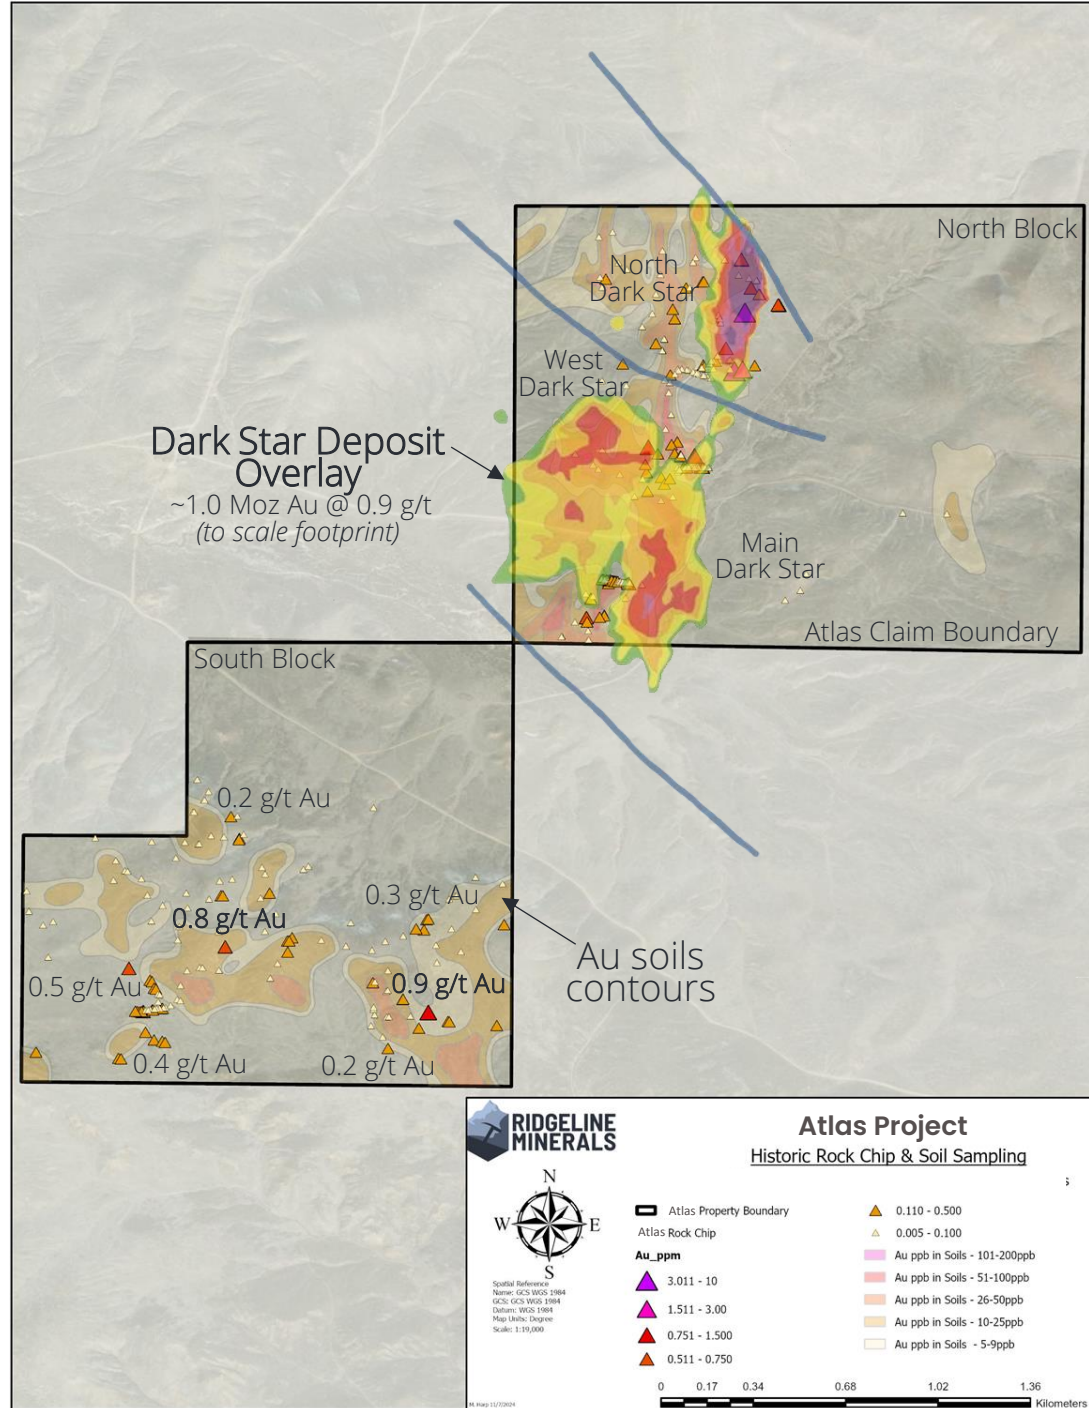 North Block
North
Dark Star
West
Dark Star
Dark Star Deposit
Overlay
~1.0 Moz Au @ 0.9 g/t
(to scale footprint)
Main
Dark Star
Atlas Claim Boundary
South Block
0.2 g/t Au
0.3 g/t Au
0.8 g/t Au
Au soils
contours
0.5 g/t Au
0.9 g/t Au
0.4 g/t Au
0.2 g/t Au
RIDGELINE
MINERALS
Atlas Project
Historic Rock Chip & Soil Sampling
s
N
W
E
S
Spatial Reference
Name: GCS WGS 1984
GCS: GCS WGS 1984
Datum: WGS 1984
Map Units: Degree
Scale: 1:19,000
Atlas Property Boundary
Atlas Rock Chip
Au_ppm
3.011 - 10
1.511 - 3.00
0.751 - 1.500
0.511 - 0.750
0.110 - 0.500
0.005 - 0.100
Au ppb in Soils - 101-200ppb
Au ppb in Soils - 51-100ppb
Au ppb in Soils - 26-50ppb
Au ppb in Soils - 10-25ppb
Au ppb in Soils - 5-9ppb
0 0.17 0.34 0.68 1.02 1.36
Kilometers
M. Harp 11/7/2024